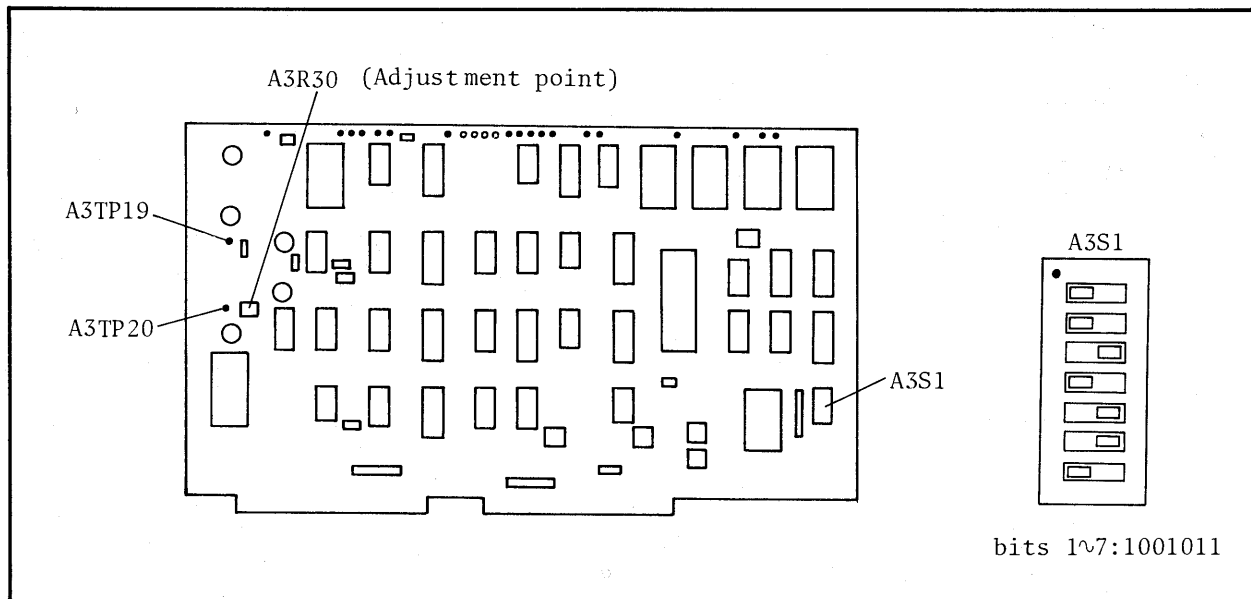 A3R30 (Adjustment point)
A3TP19
A3TP20
A3S1
A3S1
bits 1∿7:1001011